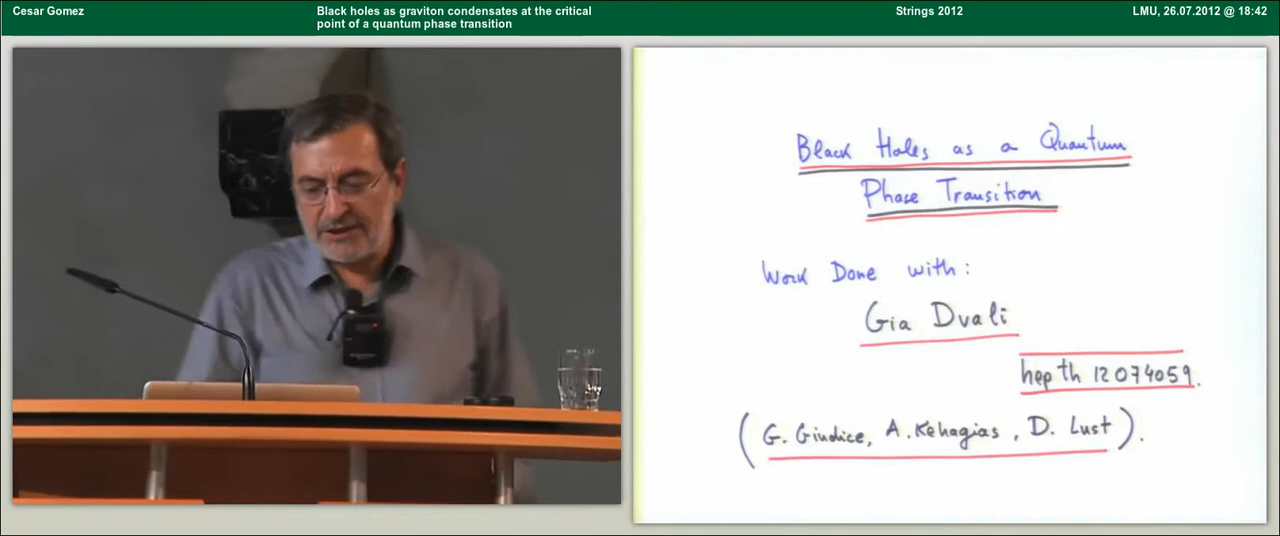 Cesar Gomez
Black holes as graviton condensates at the critical
point of a quantum phase transition
Strings 2012
LMU, 26.07.2012 @ 18:42
Black Holes as a Quantum
Phase Transition
Work Done with:
Gia Dvali
hep th 12074059.
(G. Giudice, A. Kehagias, D. Lust).